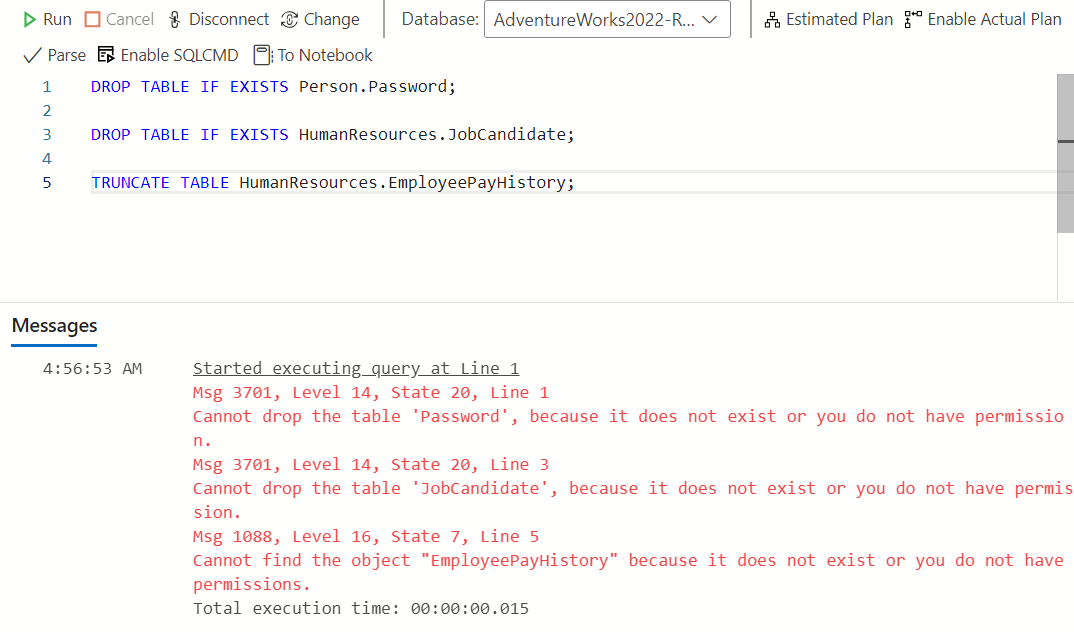 Run Cancel Disconnect Change Database: AdventureWorks2022-R... Estimated Plan Enable Actual Plan
Parse Enable SQLCMD To Notebook
1 DROP TABLE IF EXISTS Person.Password;
2
3 DROP TABLE IF EXISTS HumanResources.JobCandidate;
4
5 TRUNCATE TABLE HumanResources.EmployeePayHistory;
Messages
4:56:53 AM Started executing query at Line 1
Msg 3701, Level 14, State 20, Line 1
Cannot drop the table 'Password', because it does not exist or you do not have permissio
n.
Msg 3701, Level 14, State 20, Line 3
Cannot drop the table 'JobCandidate', because it does not exist or you do not have permis
sion.
Msg 1088, Level 16, State 7, Line 5
Cannot find the object "EmployeePayHistory" because it does not exist or you do not have
permissions.
Total execution time: 00:00:00.015